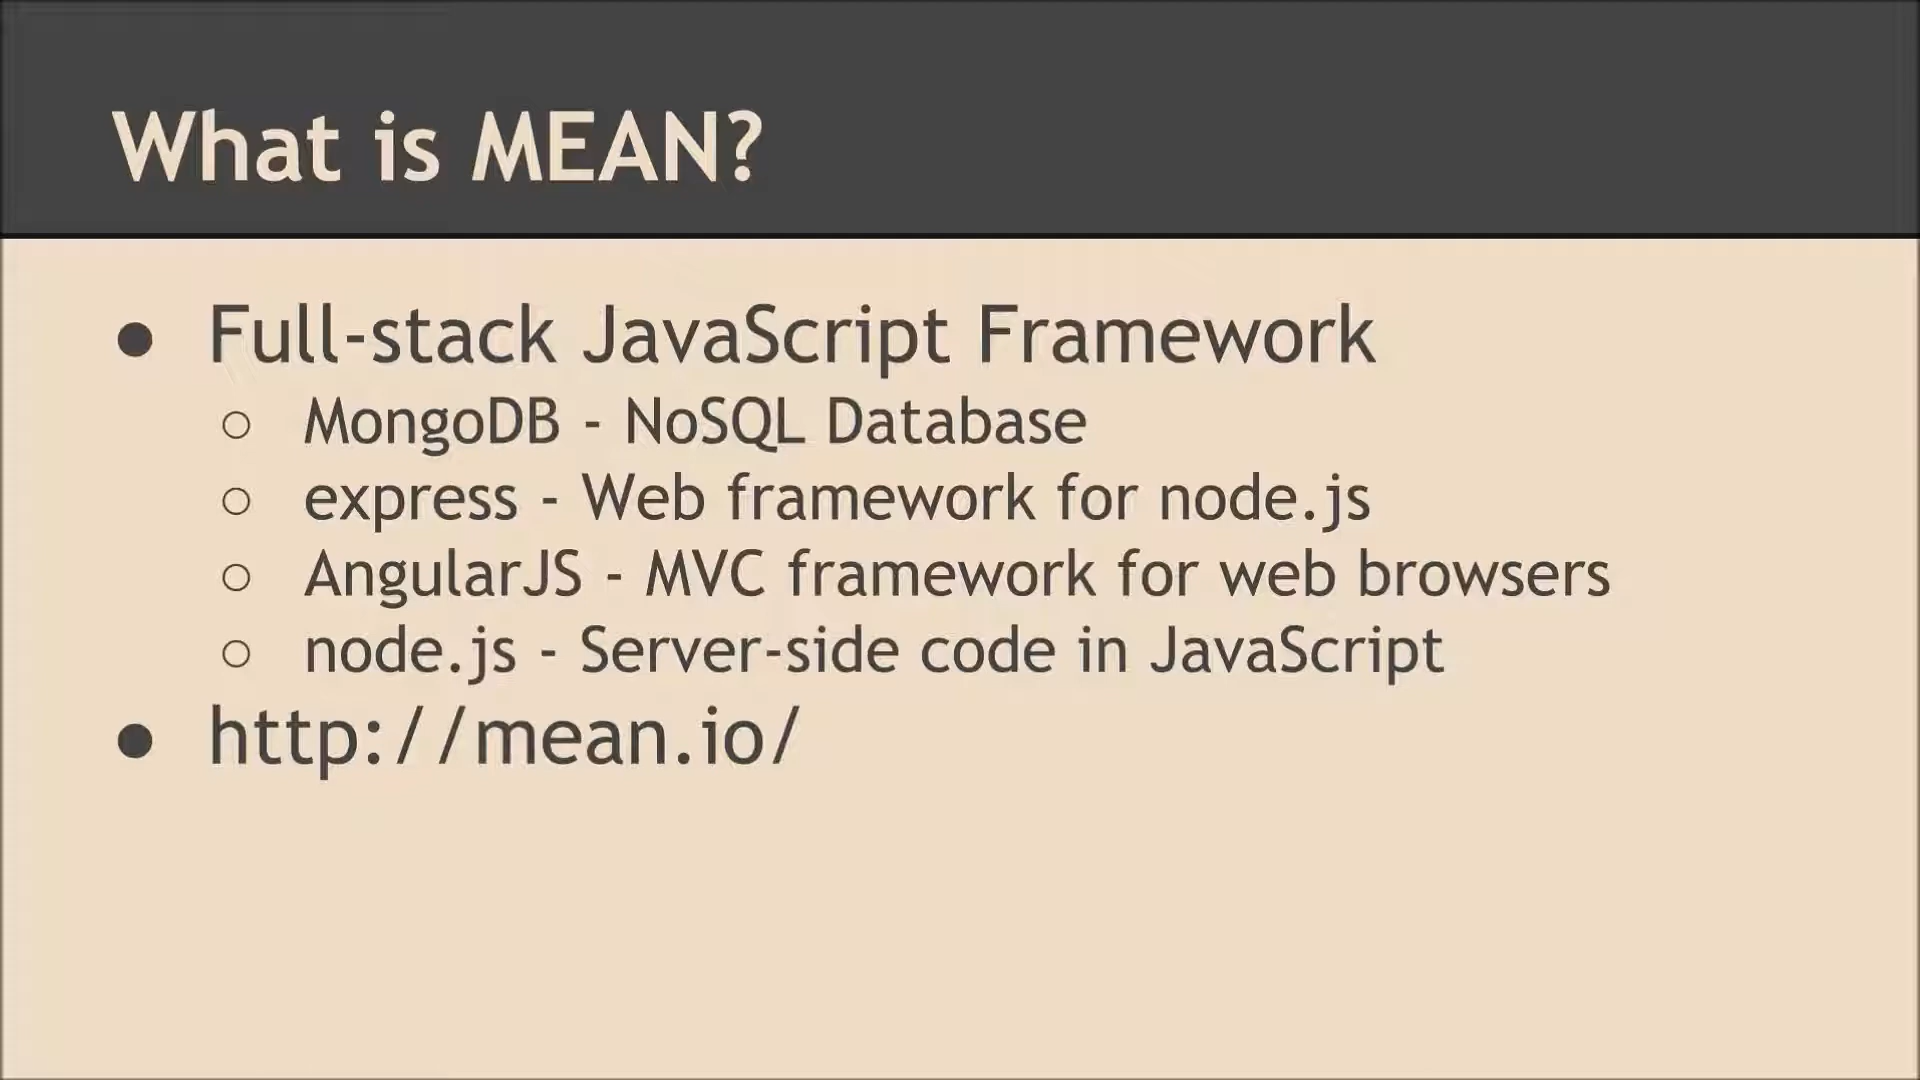 What is MEAN?
● Full-stack JavaScript Framework
○ MongoDB - NoSQL Database
○ express - Web framework for node.js
○ AngularJS - MVC framework for web browsers
○ node.js - Server-side code in JavaScript
● http://mean.io/